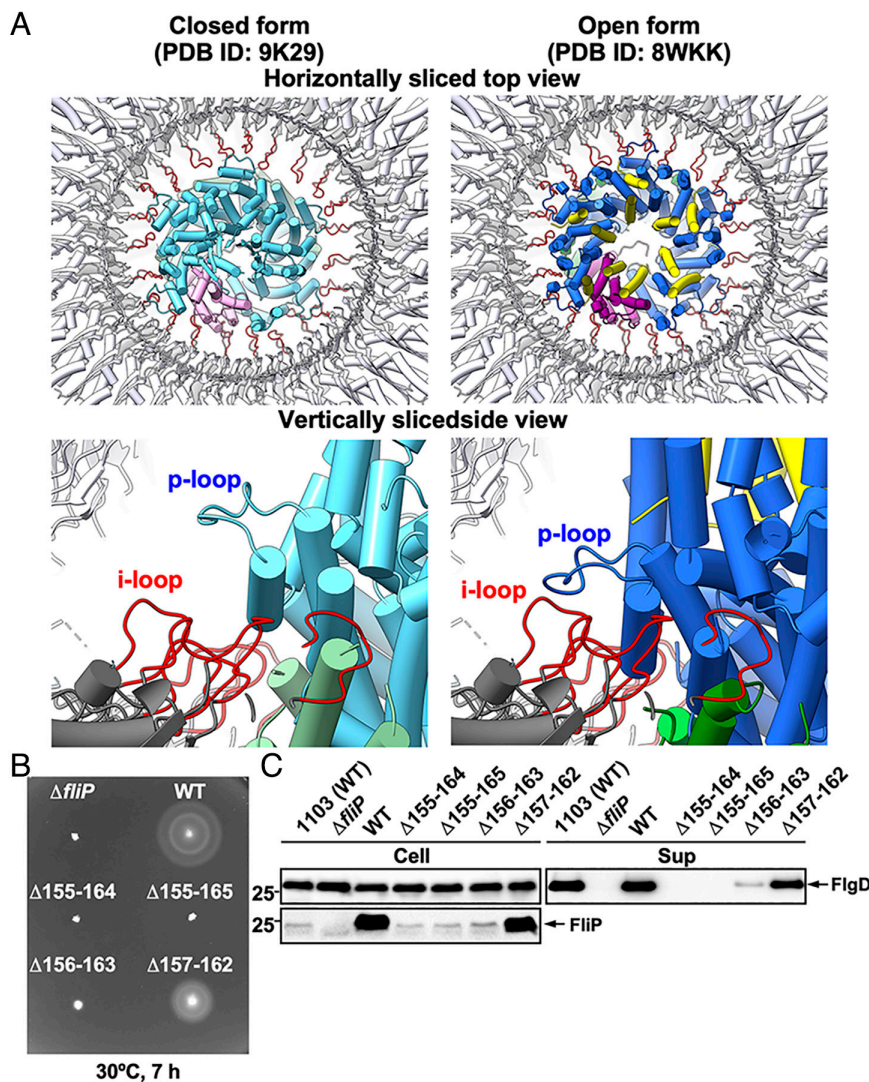 A
Closed form
(PDB ID: 9K29)
Open form
(PDB ID: 8WKK)
Horizontally sliced top view
Vertically slicedside view
p-loop
i-loop
p-loop
i-loop
B
ΔfliP
WT
Δ155-164
Δ155-165
Δ156-163
Δ157-162
30ºC, 7 h
C
1103 (WT)
ΔfliP
WT
Δ155-164
Δ155-165
Δ156-163
Δ157-162
1103 (WT)
ΔfliP
WT
Δ155-164
Δ155-165
Δ156-163
Δ157-162
Cell
Sup
25
FlgD
25
FliP